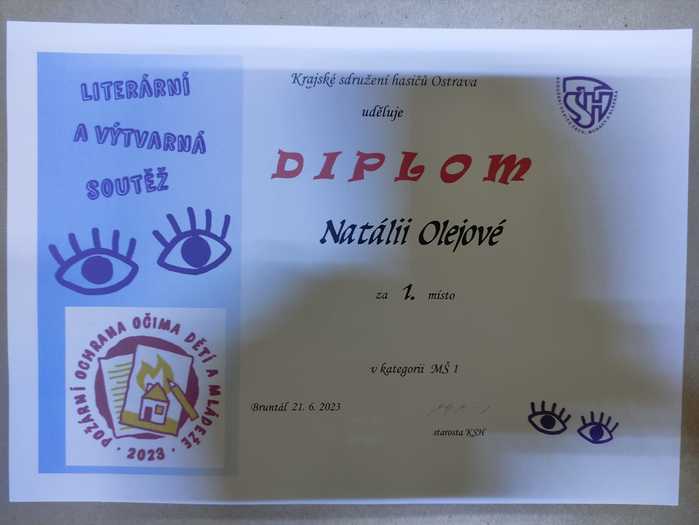 LITERÁRNÍ
A VÝTVARNÁ
SOUTĚŽ
POŽÁRNÍ OCHRANA OČIMA DĚTÍ A MLÁDEŽE
· 2023 ·
Krajské sdružení hasičů Ostrava
uděluje
DIPLOM
Natálii Olejové
za 1. místo
v kategorii MŠ 1
Bruntál 21. 6. 2023
starosta KSH
SH